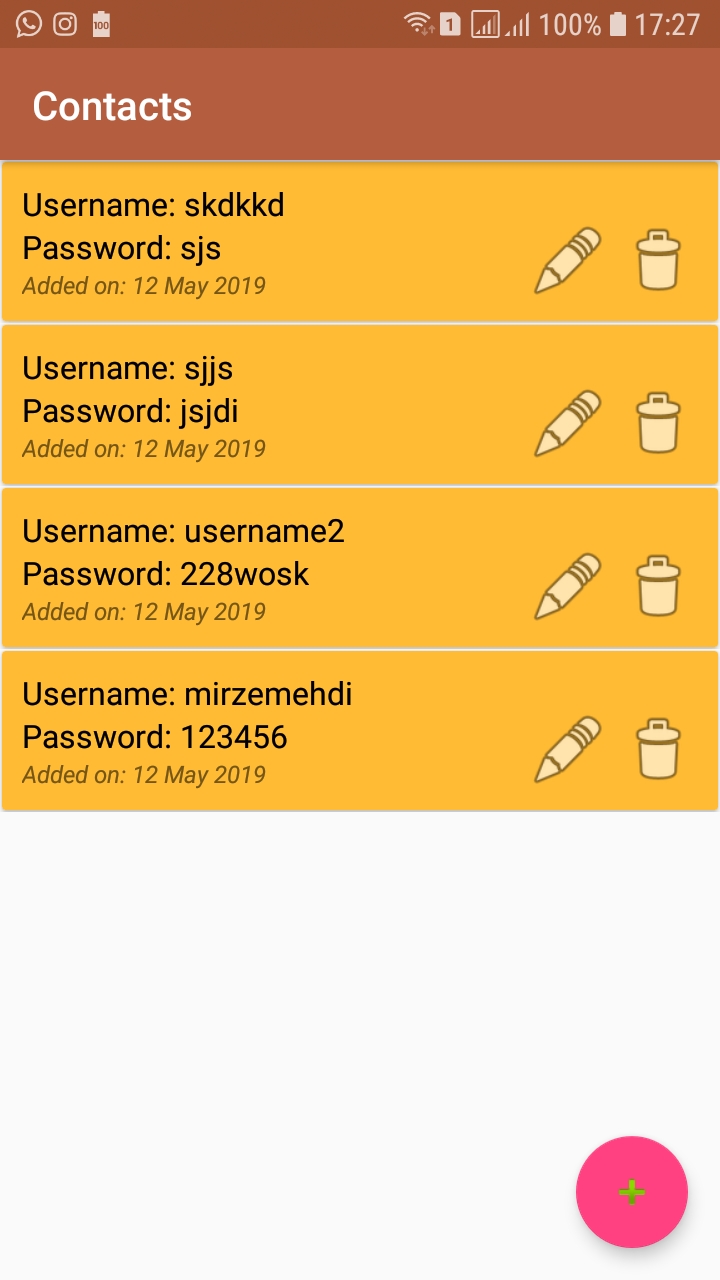 100
1
100%
17:27
Contacts
Username: skdkkd
Password: sjs
Added on: 12 May 2019
Username: sjjs
Password: jsjdi
Added on: 12 May 2019
Username: username2
Password: 228wosk
Added on: 12 May 2019
Username: mirzemehdi
Password: 123456
Added on: 12 May 2019
+